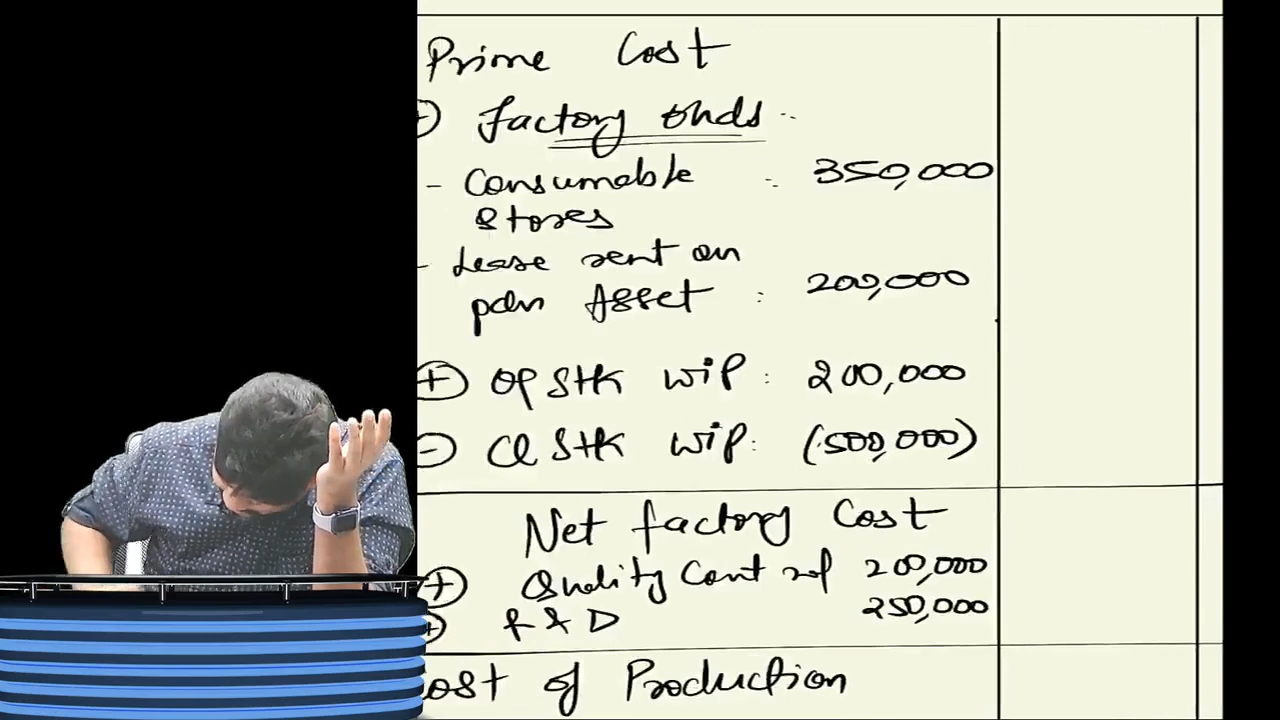 Prime Cost
+ factory ohds :-
- Consumable :- 350,000
Stores
- Lease rent on
pdn Asset : 200,000
+ OP Stk WIP : 200,000
- Cl Stk WIP : (500,000)
Net factory Cost
+ Quality Cont rol 200,000
+ R & D 250,000
Cost of Production